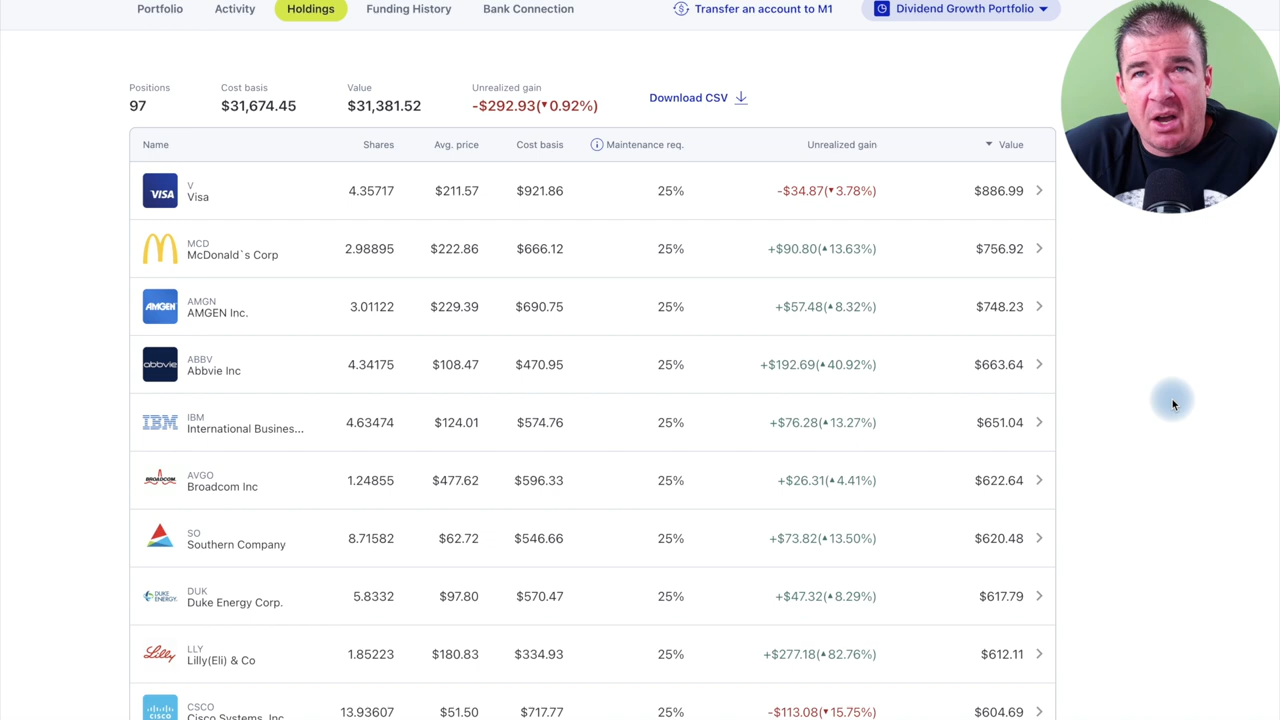 Portfolio Activity Holdings Funding History Bank Connection Transfer an account to M1 Dividend Growth Portfolio
Positions Cost basis Value Unrealized gain
97 $31,674.45 $31,381.52 -$292.93(▼0.92%) Download CSV
Name Shares Avg. price Cost basis Maintenance req. Unrealized gain Value
VISA
V
Visa 4.35717 $211.57 $921.86 25% -$34.87(▼3.78%) $886.99
MCD
McDonald`s Corp 2.98895 $222.86 $666.12 25% +$90.80(▲13.63%) $756.92
AMGEN
AMGN
AMGEN Inc. 3.01122 $229.39 $690.75 25% +$57.48(▲8.32%) $748.23
abbvie
ABBV
Abbvie Inc 4.34175 $108.47 $470.95 25% +$192.69(▲40.92%) $663.64
IBM
IBM
International Busines... 4.63474 $124.01 $574.76 25% +$76.28(▲13.27%) $651.04
BROADCOM
AVGO
Broadcom Inc 1.24855 $477.62 $596.33 25% +$26.31(▲4.41%) $622.64
SO
Southern Company 8.71582 $62.72 $546.66 25% +$73.82(▲13.50%) $620.48
DUKE ENERGY.
DUK
Duke Energy Corp. 5.8332 $97.80 $570.47 25% +$47.32(▲8.29%) $617.79
Lilly
LLY
Lilly(Eli) & Co 1.85223 $180.83 $334.93 25% +$277.18(▲82.76%) $612.11
CISCO
CSCO
Cisco Systems, Inc 13.93607 $51.50 $717.77 25% -$113.08(▼15.75%) $604.69